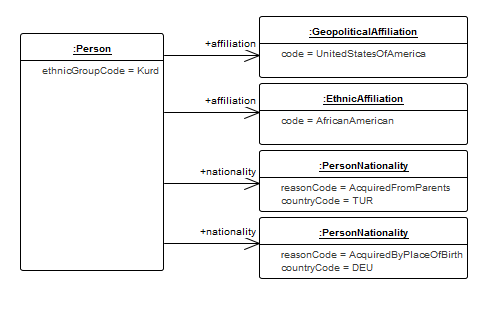 :Person
ethnicGroupCode = Kurd
+affiliation
:GeopoliticalAffiliation
code = UnitedStatesOfAmerica
+affiliation
:EthnicAffiliation
code = AfricanAmerican
+nationality
:PersonNationality
reasonCode = AcquiredFromParents
countryCode = TUR
+nationality
:PersonNationality
reasonCode = AcquiredByPlaceOfBirth
countryCode = DEU